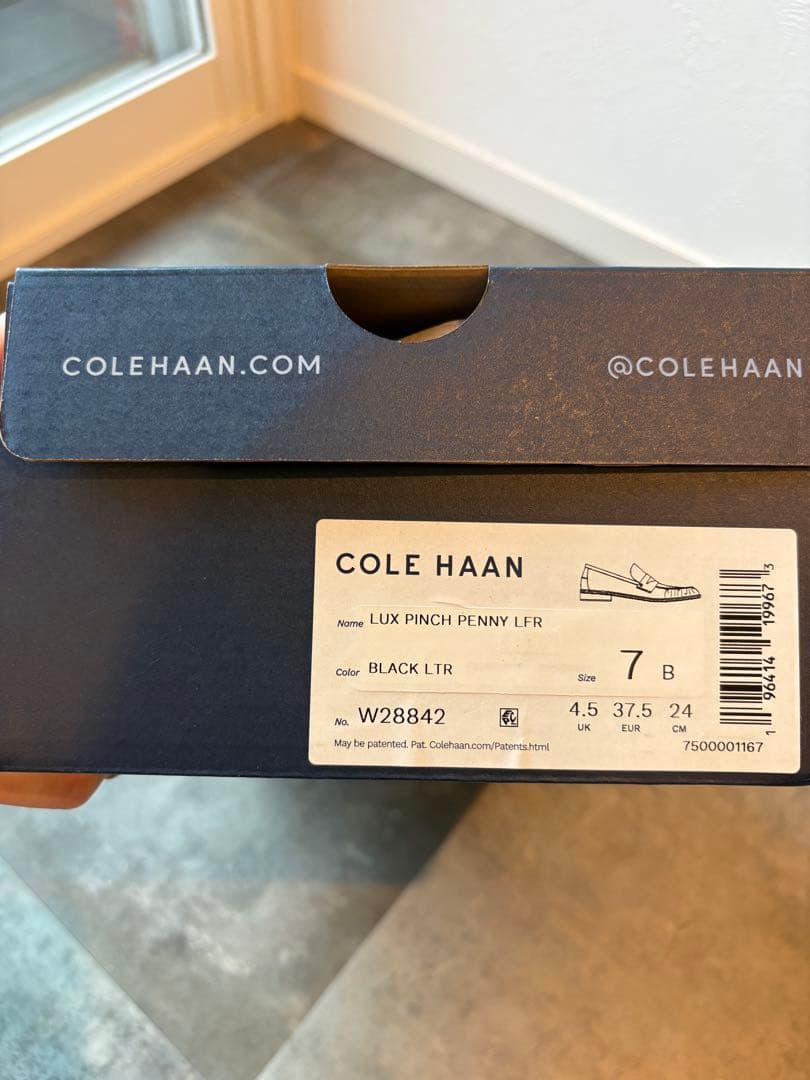 COLEHAAN.COM
@COLEHAAN
COLE HAAN
Name LUX PINCH PENNY LFR
Color BLACK LTR
Size 7 B
No. W28842
4.5 37.5 24
UK EUR CM
May be patented. Pat. Colehaan.com/Patents.html
7500001167
1 96414 19967 3